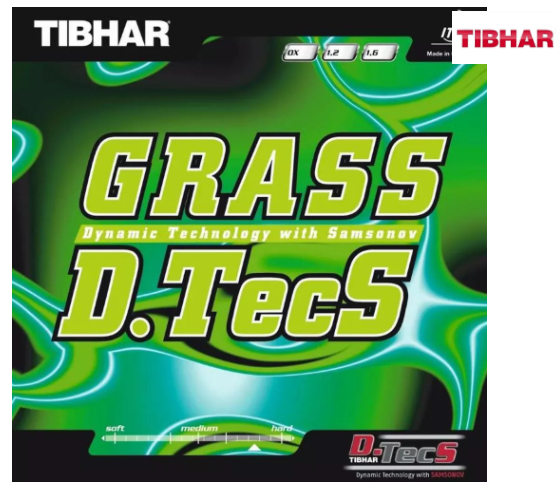 TIBHAR
0X 1.2 1.6
Made in
TIBHAR
GRASS
Dynamic Technology with Samsonov
D.TecS
soft medium hard
D.TecS
TIBHAR
Dynamic Technology with SAMSONOV